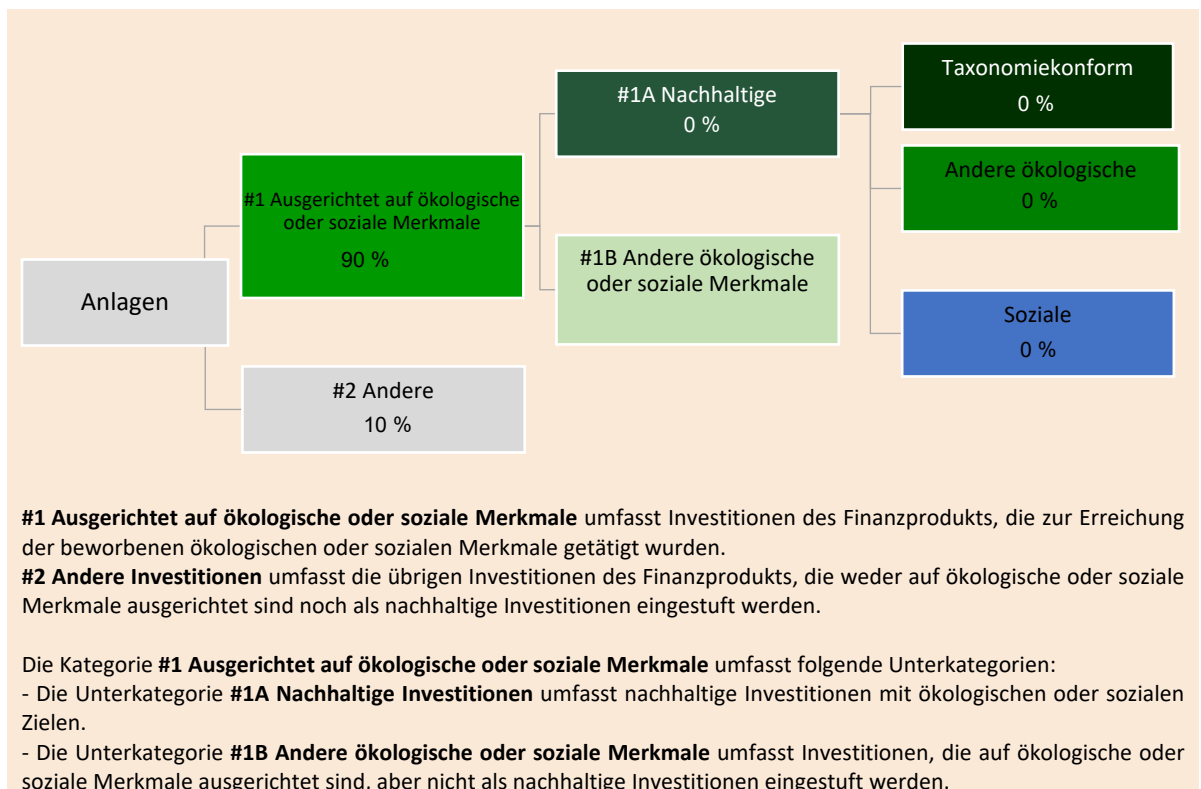 Anlagen
#1 Ausgerichtet auf ökologische
oder soziale Merkmale
90 %
#2 Andere
10 %
#1A Nachhaltige
0 %
#1B Andere ökologische
oder soziale Merkmale
Taxonomiekonform
0 %
Andere ökologische
0 %
Soziale
0 %
#1 Ausgerichtet auf ökologische oder soziale Merkmale umfasst Investitionen des Finanzprodukts, die zur Erreichung
der beworbenen ökologischen oder sozialen Merkmale getätigt wurden.
#2 Andere Investitionen umfasst die übrigen Investitionen des Finanzprodukts, die weder auf ökologische oder soziale
Merkmale ausgerichtet sind noch als nachhaltige Investitionen eingestuft werden.
Die Kategorie #1 Ausgerichtet auf ökologische oder soziale Merkmale umfasst folgende Unterkategorien:
- Die Unterkategorie #1A Nachhaltige Investitionen umfasst nachhaltige Investitionen mit ökologischen oder sozialen
Zielen.
- Die Unterkategorie #1B Andere ökologische oder soziale Merkmale umfasst Investitionen, die auf ökologische oder
soziale Merkmale ausgerichtet sind, aber nicht als nachhaltige Investitionen eingestuft werden.